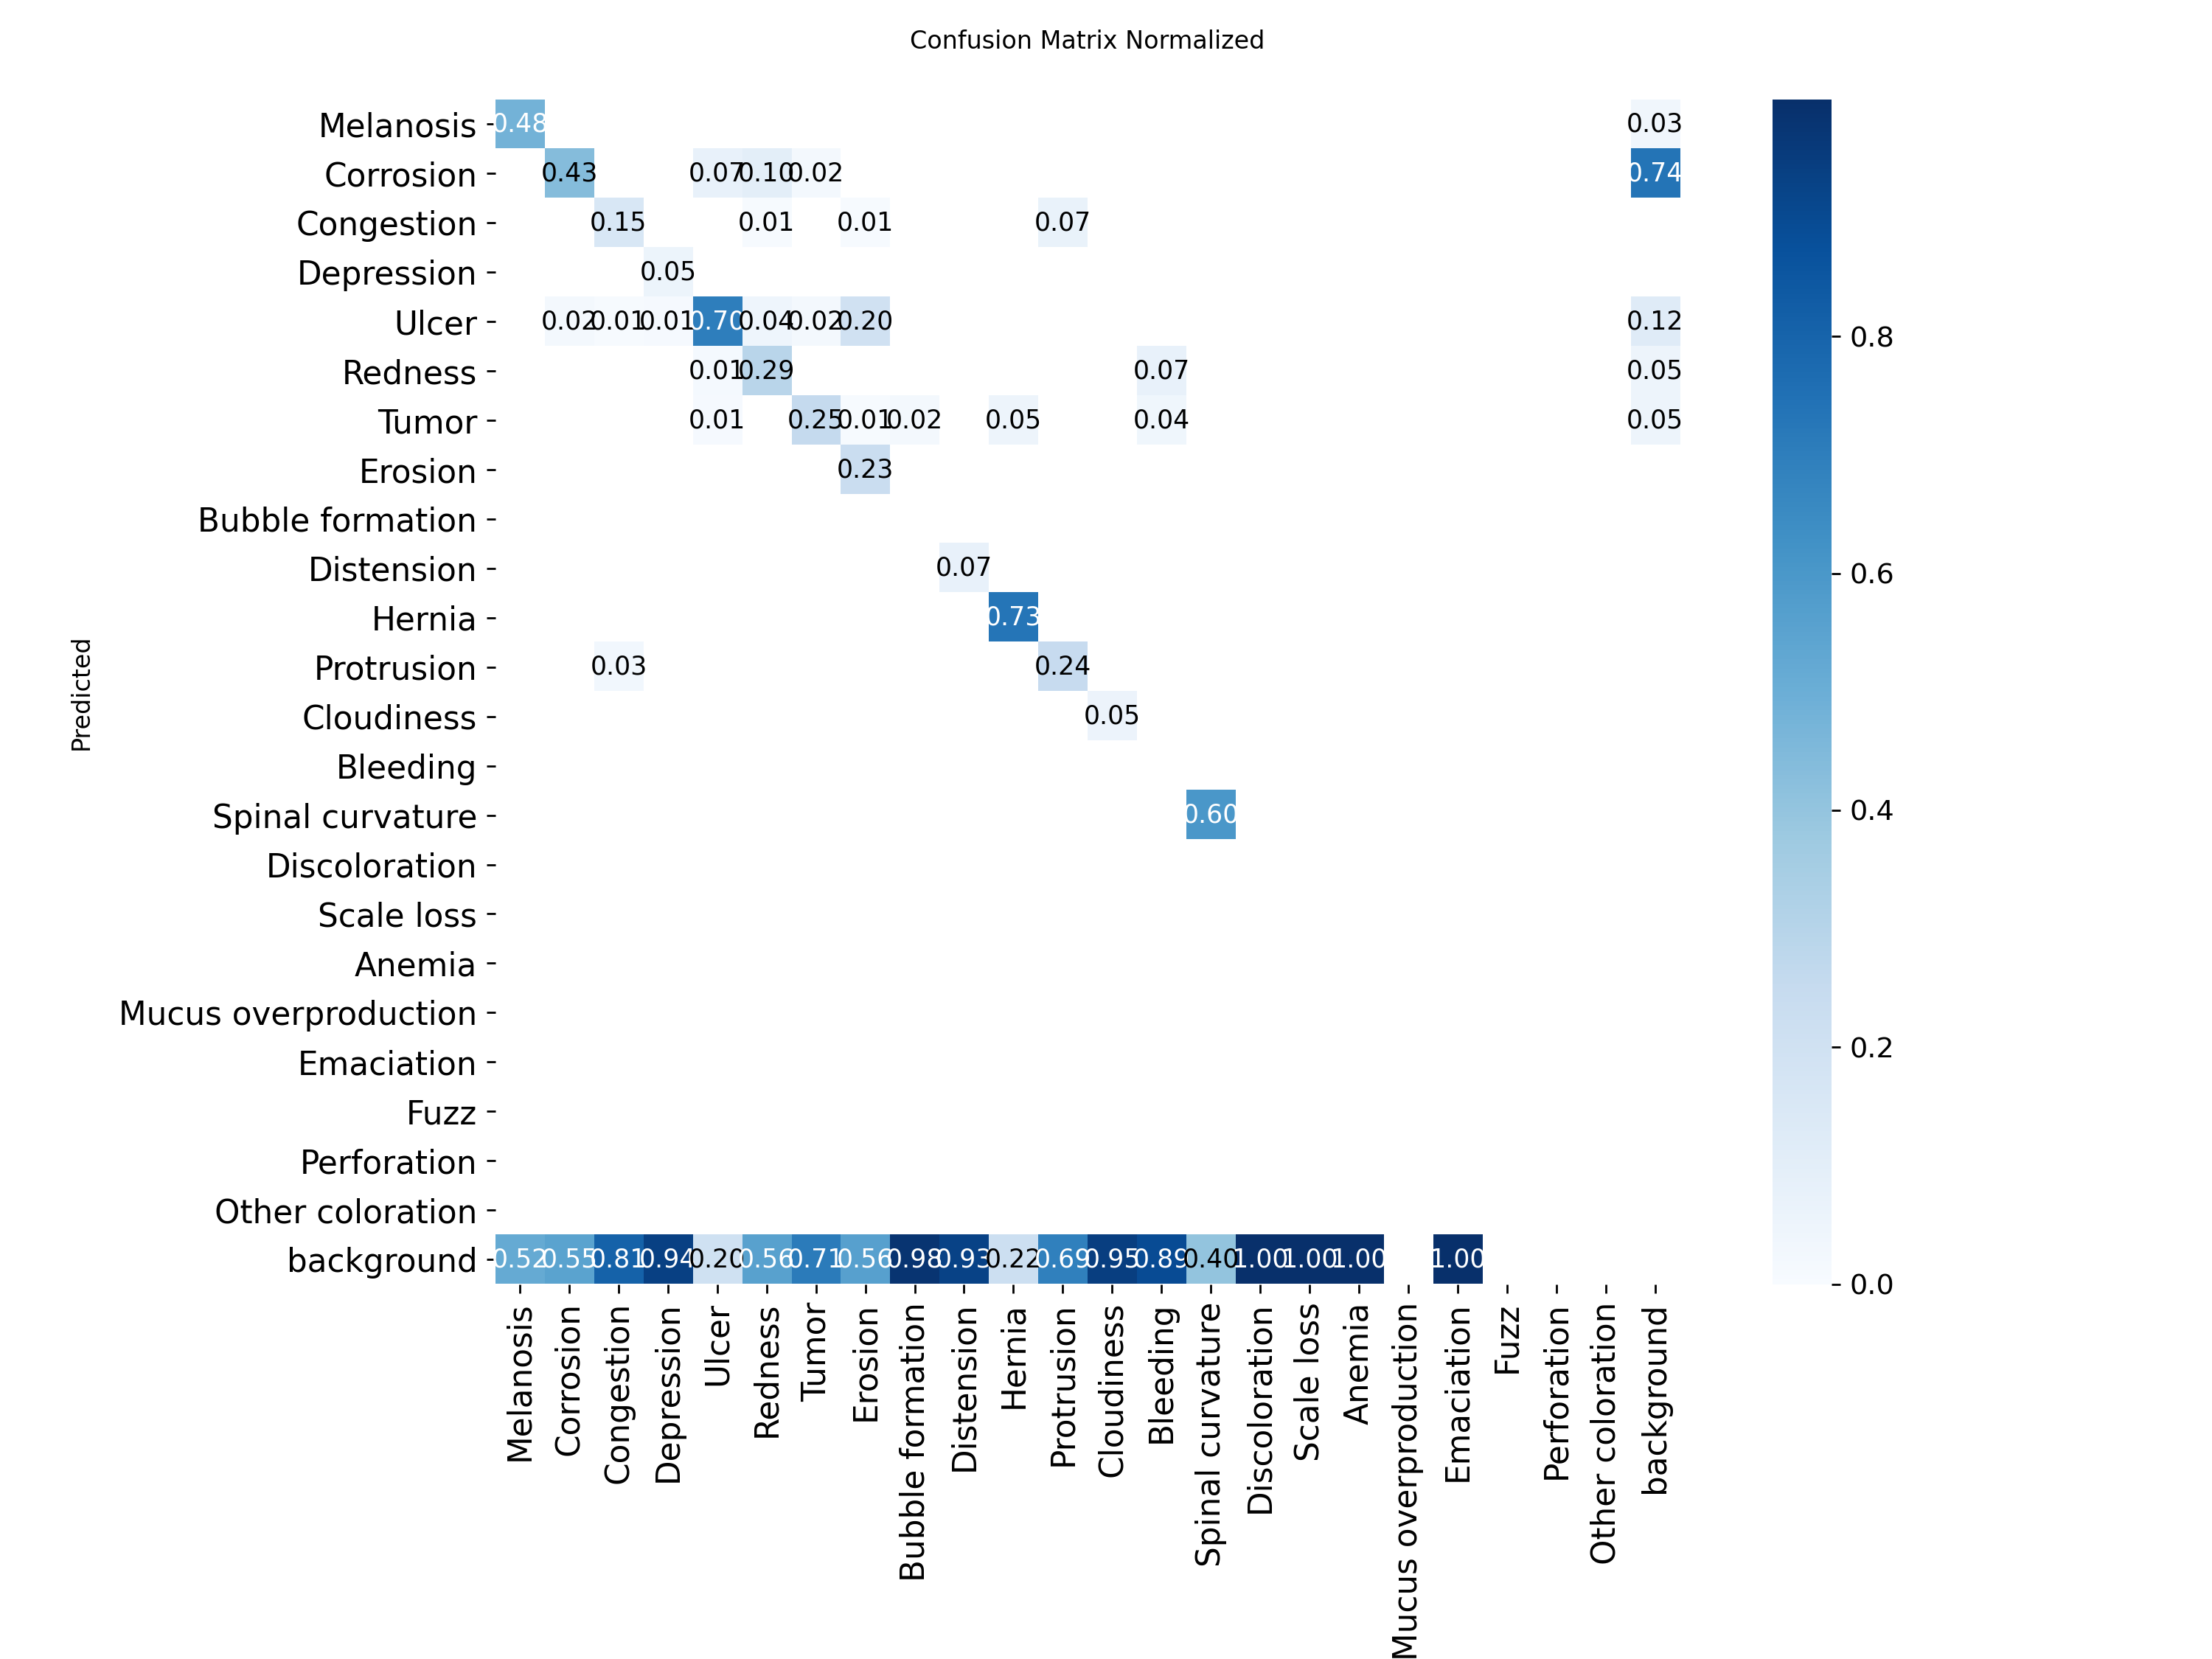 Confusion Matrix Normalized
Melanosis 0.48 0.03
Corrosion 0.43 0.07 0.10 0.02 0.74
Congestion 0.15 0.01 0.01 0.07
Depression 0.05
Ulcer 0.02 0.01 0.01 0.70 0.04 0.02 0.20 0.12
0.8
Redness 0.01 0.29 0.07 0.05
Tumor 0.01 0.25 0.01 0.02 0.05 0.04 0.05
Erosion 0.23
Bubble formation
Distension 0.07
0.6
Hernia 0.73
Protrusion 0.03 0.24
Predicted
Cloudiness 0.05
Bleeding
Spinal curvature 0.60
0.4
Discoloration
Scale loss
Anemia
Mucus overproduction
0.2
Emaciation
Fuzz
Perforation
Other coloration
background 0.52 0.55 0.81 0.94 0.20 0.56 0.71 0.56 0.98 0.93 0.22 0.69 0.95 0.89 0.40 1.00 1.00 1.00 1.00
0.0
Melanosis
Corrosion
Congestion
Depression
Ulcer
Redness
Tumor
Erosion
Bubble formation
Distension
Hernia
Protrusion
Cloudiness
Bleeding
Spinal curvature
Discoloration
Scale loss
Anemia
Mucus overproduction
Emaciation
Fuzz
Perforation
Other coloration
background